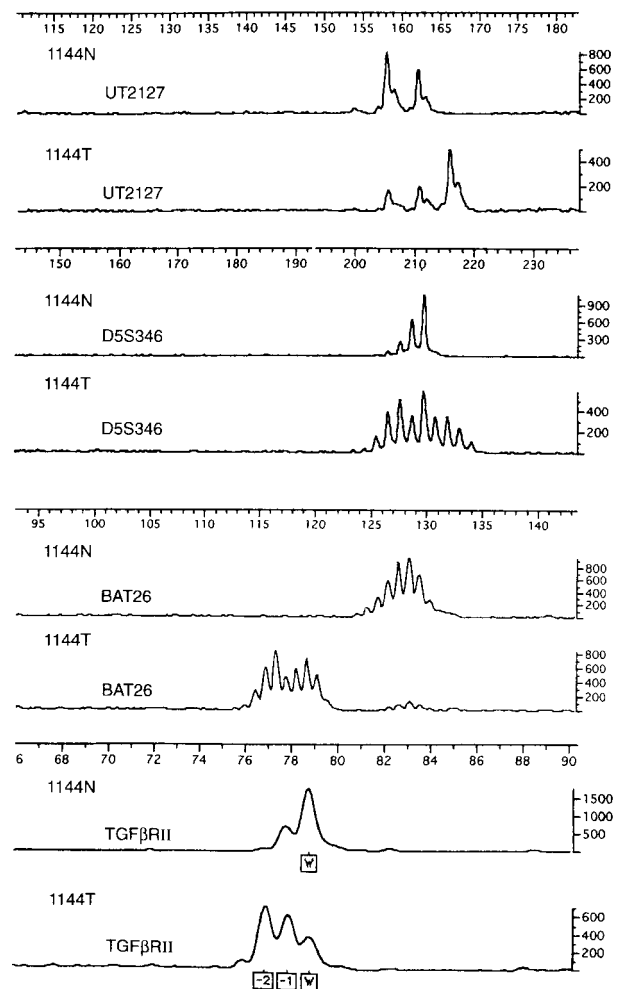 115 120 125 130 135 140 145 150 155 160 165 170 175 180
1144N
UT2127
800
600
400
200
1144T
UT2127
400
200
150 160 170 180 190 200 210 220 230
1144N
D5S346
900
600
300
1144T
D5S346
400
200
95 100 105 110 115 120 125 130 135 140
1144N
BAT26
800
600
400
200
1144T
BAT26
800
600
400
200
6 68 70 72 74 76 78 80 82 84 86 88 90
1144N
TGFβRII
1500
1000
500
W
1144T
TGFβRII
600
400
200
-2 -1 W